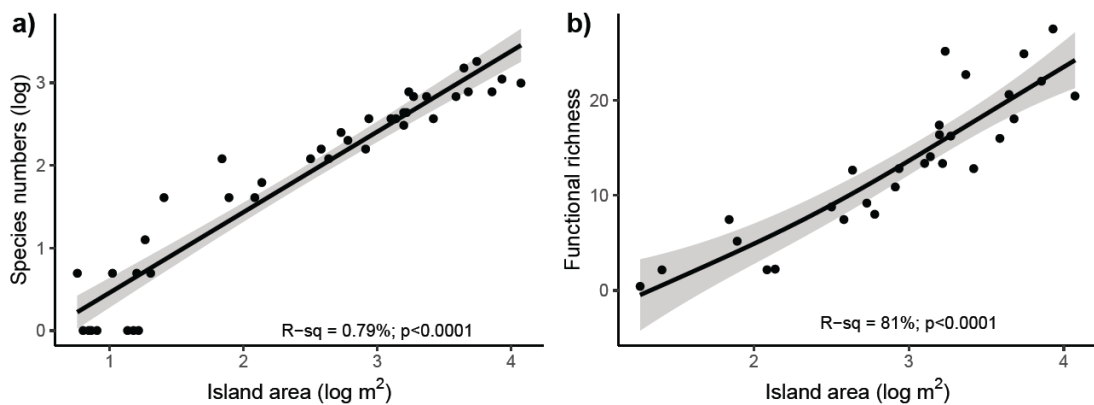 a)
Species numbers (log)
3
2
1
0
1 2 3 4
R-sq = 0.79%; p<0.0001
Island area (log m²)
b)
Functional richness
20
10
0
2 3 4
R-sq = 81%; p<0.0001
Island area (log m²)